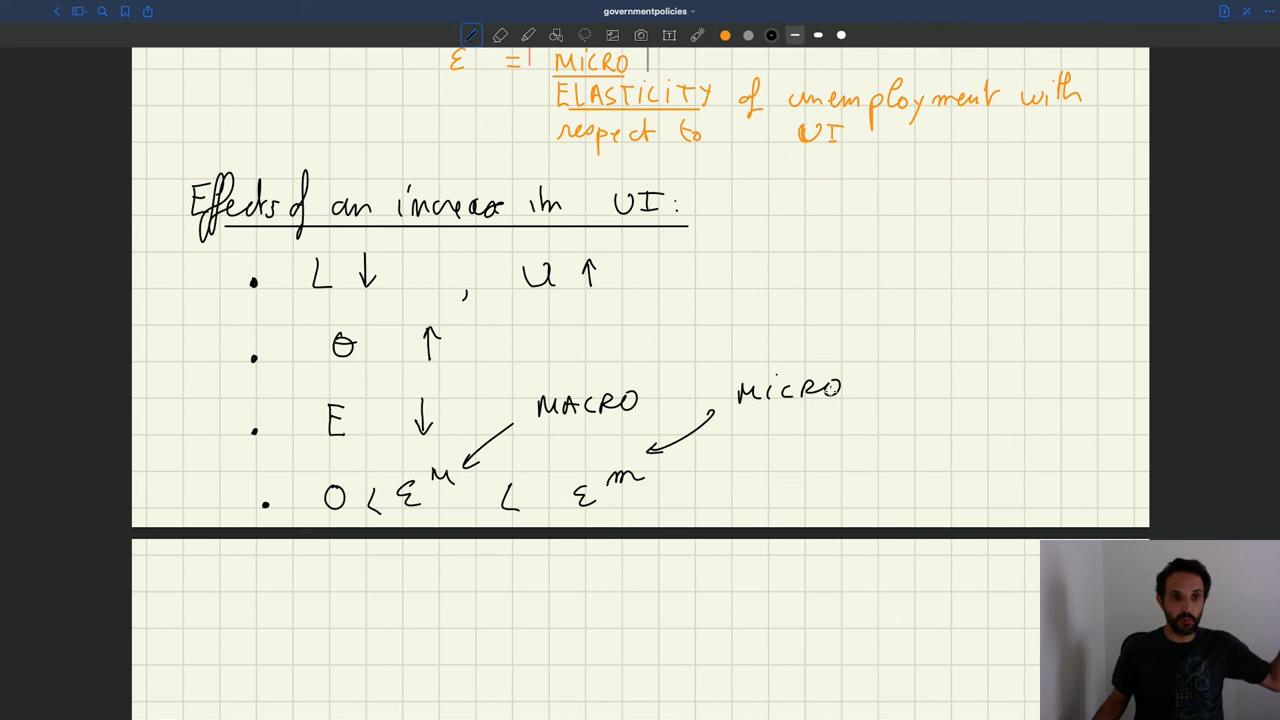 governmentpolicies
ε = MICRO
ELASTICITY of unemployment with
respect to UI
Effects of an increase in UI:
• L ↓ , U ↑
• θ ↑
• E ↓
MACRO
MICRO
• 0 < ε^M < ε^m